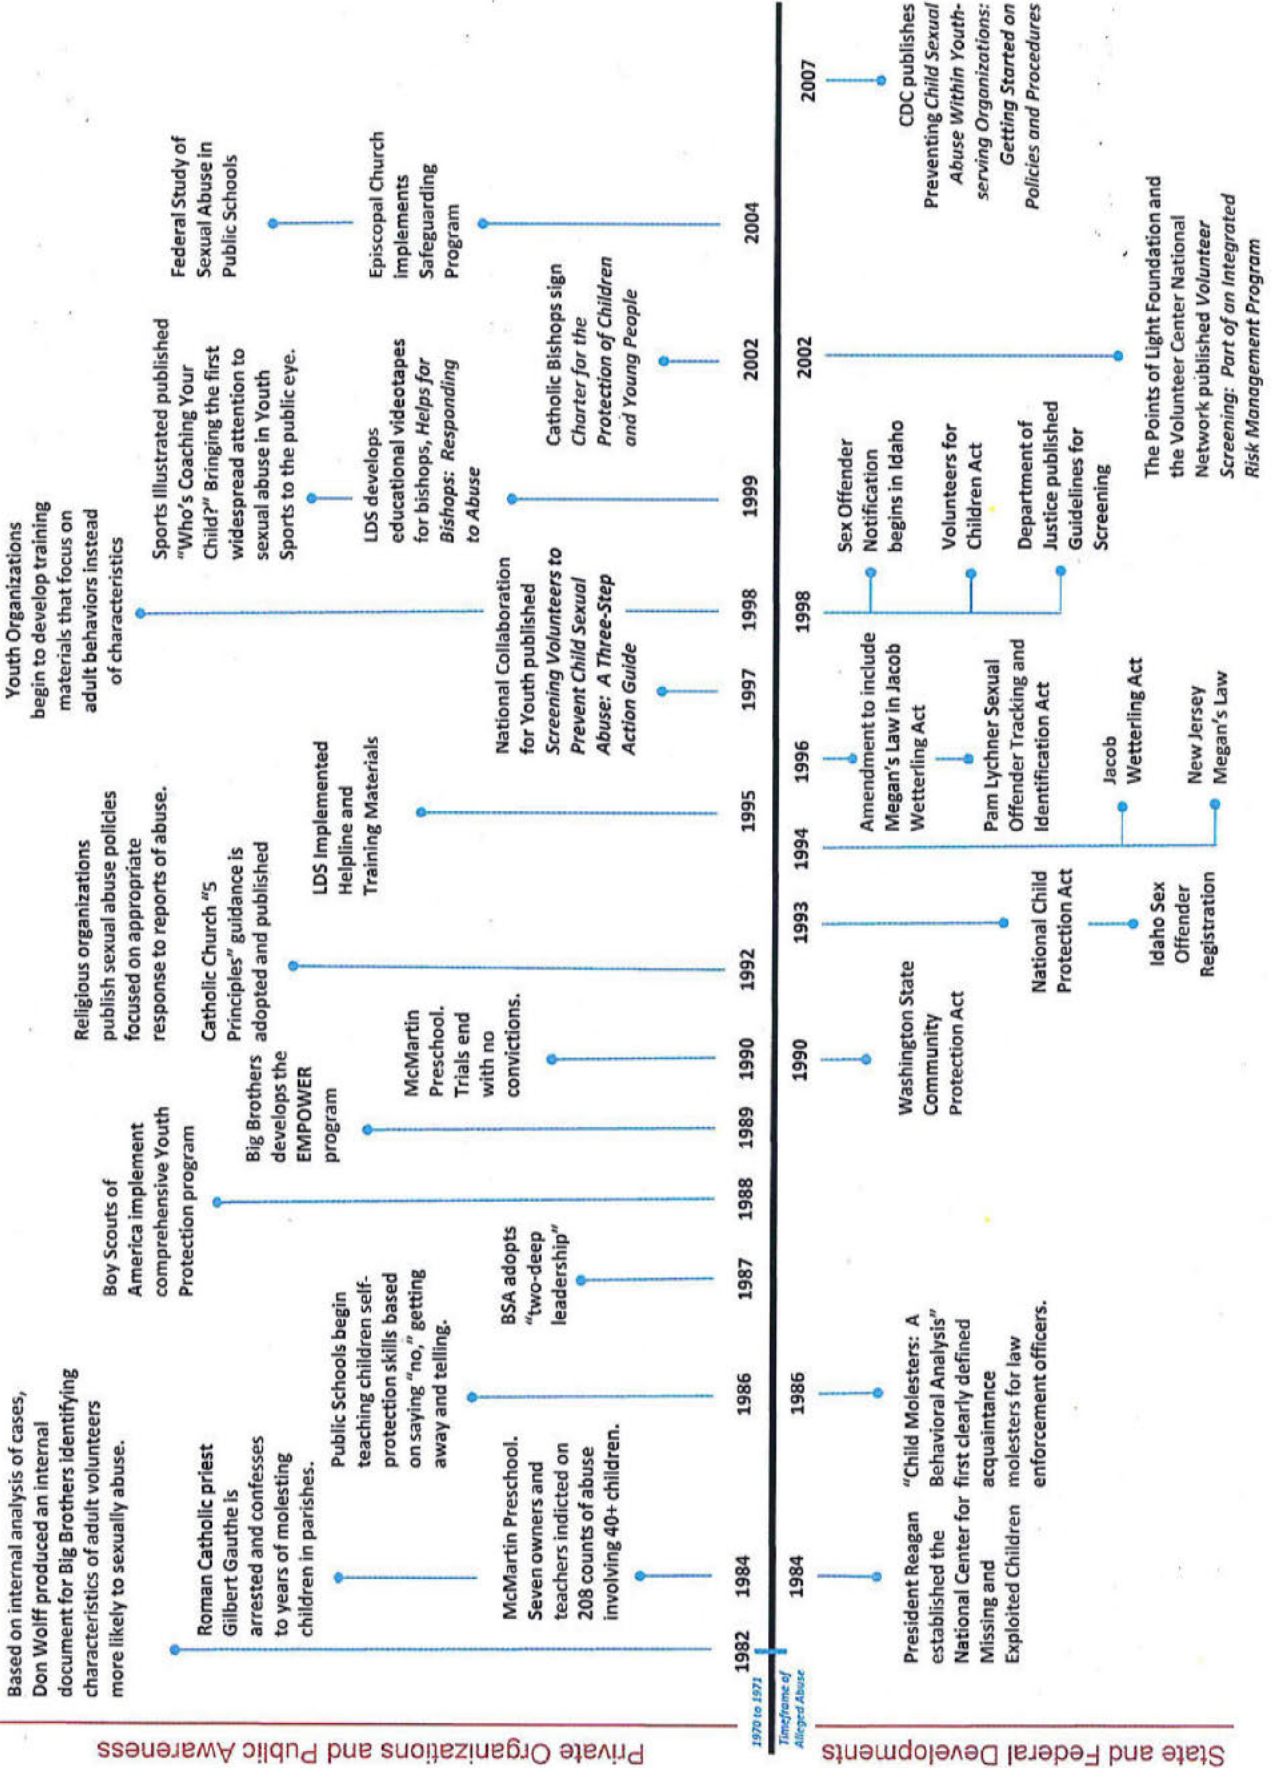 Private Organizations and Public Awareness
Based on internal analysis of cases,
Don Wolff produced an internal
document for Big Brothers identifying
characteristics of adult volunteers
more likely to sexually abuse.
Roman Catholic priest
Gilbert Gauthe is
arrested and confesses
to years of molesting
children in parishes.
McMartin Preschool.
Seven owners and
teachers indicted on
208 counts of abuse
involving 40+ children.
Public Schools begin
teaching children self-
protection skills based
on saying "no," getting
away and telling.
BSA adopts
"two-deep
leadership"
Boy Scouts of
America implement
comprehensive Youth
Protection program
Big Brothers
develops the
EMPOWER
program
McMartin
Preschool.
Trials end
with no
convictions.
Religious organizations
publish sexual abuse policies
focused on appropriate
response to reports of abuse.
Catholic Church "5
Principles" guidance is
adopted and published
LDS Implemented
Helpline and
Training Materials
National Collaboration
for Youth published
Screening Volunteers to
Prevent Child Sexual
Abuse: A Three-Step
Action Guide
Youth Organizations
begin to develop training
materials that focus on
adult behaviors instead
of characteristics
Sports Illustrated published
"Who's Coaching Your
Child?" Bringing the first
widespread attention to
sexual abuse in Youth
Sports to the public eye.
LDS develops
educational videotapes
for bishops, Helps for
Bishops: Responding
to Abuse
Catholic Bishops sign
Charter for the
Protection of Children
and Young People
Federal Study of
Sexual Abuse in
Public Schools
Episcopal Church
implements
Safeguarding
Program
1982
1984
1986
1987
1988
1989
1990
1992
1995
1997
1998
1999
2002
2004
1970 to 1971
Timeframe of
Alleged Abuse
State and Federal Developments
1984
1986
1990
1993
1994
1996
1998
2002
2007
President Reagan
established the
National Center for
Missing and
Exploited Children
"Child Molesters: A
Behavioral Analysis"
first clearly defined
acquaintance
molesters for law
enforcement officers.
Washington State
Community
Protection Act
National Child
Protection Act
Idaho Sex
Offender
Registration
Jacob
Wetterling Act
New Jersey
Megan's Law
Amendment to include
Megan's Law in Jacob
Wetterling Act
Pam Lychner Sexual
Offender Tracking and
Identification Act
Sex Offender
Notification
begins in Idaho
Volunteers for
Children Act
Department of
Justice published
Guidelines for
Screening
The Points of Light Foundation and
the Volunteer Center National
Network published Volunteer
Screening: Part of an Integrated
Risk Management Program
CDC publishes
Preventing Child Sexual
Abuse Within Youth-
serving Organizations:
Getting Started on
Policies and Procedures